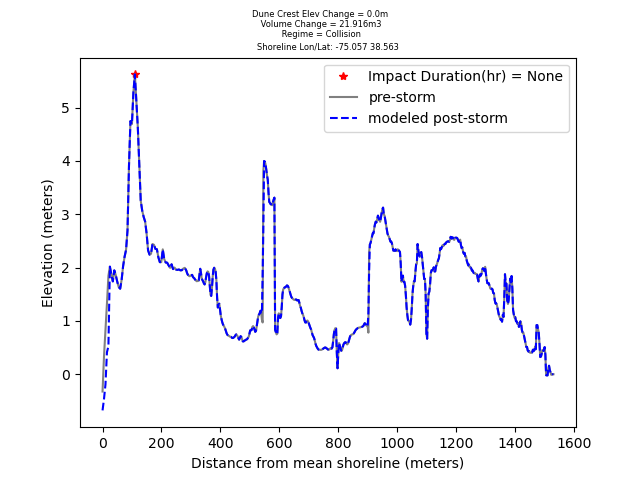 Dune Crest Elev Change = 0.0m
Volume Change = 21.916m3
Regime = Collision
Shoreline Lon/Lat: -75.057 38.563
Impact Duration(hr) = None
pre-storm
modeled post-storm
Elevation (meters)
5
4
3
2
1
0
0 200 400 600 800 1000 1200 1400 1600
Distance from mean shoreline (meters)